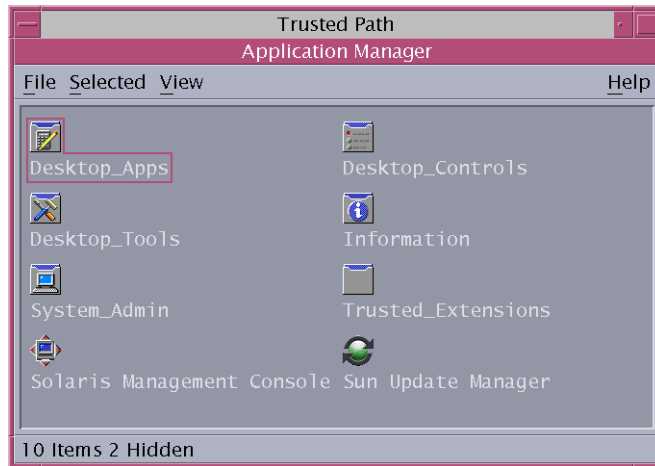 Trusted Path
Application Manager
File Selected View Help
Desktop_Apps Desktop_Controls
Desktop_Tools Information
System_Admin Trusted_Extensions
Solaris Management Console Sun Update Manager
10 Items 2 Hidden